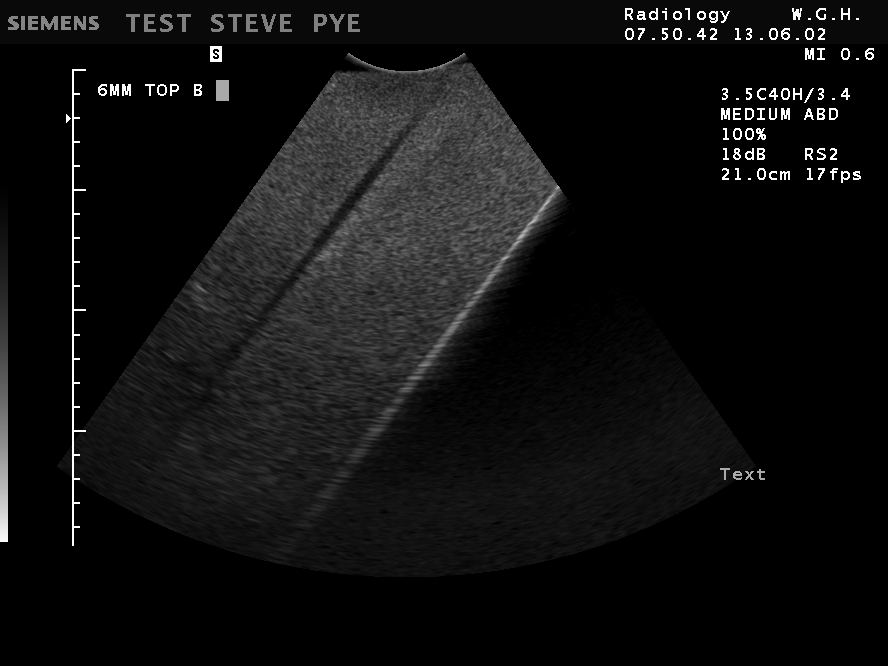 SIEMENS TEST STEVE PYE
Radiology W.G.H.
07.50.42 13.06.02
S
MI 0.6
6MM TOP B
3.5C40H/3.4
MEDIUM ABD
100%
18dB RS2
21.0cm 17fps
Text